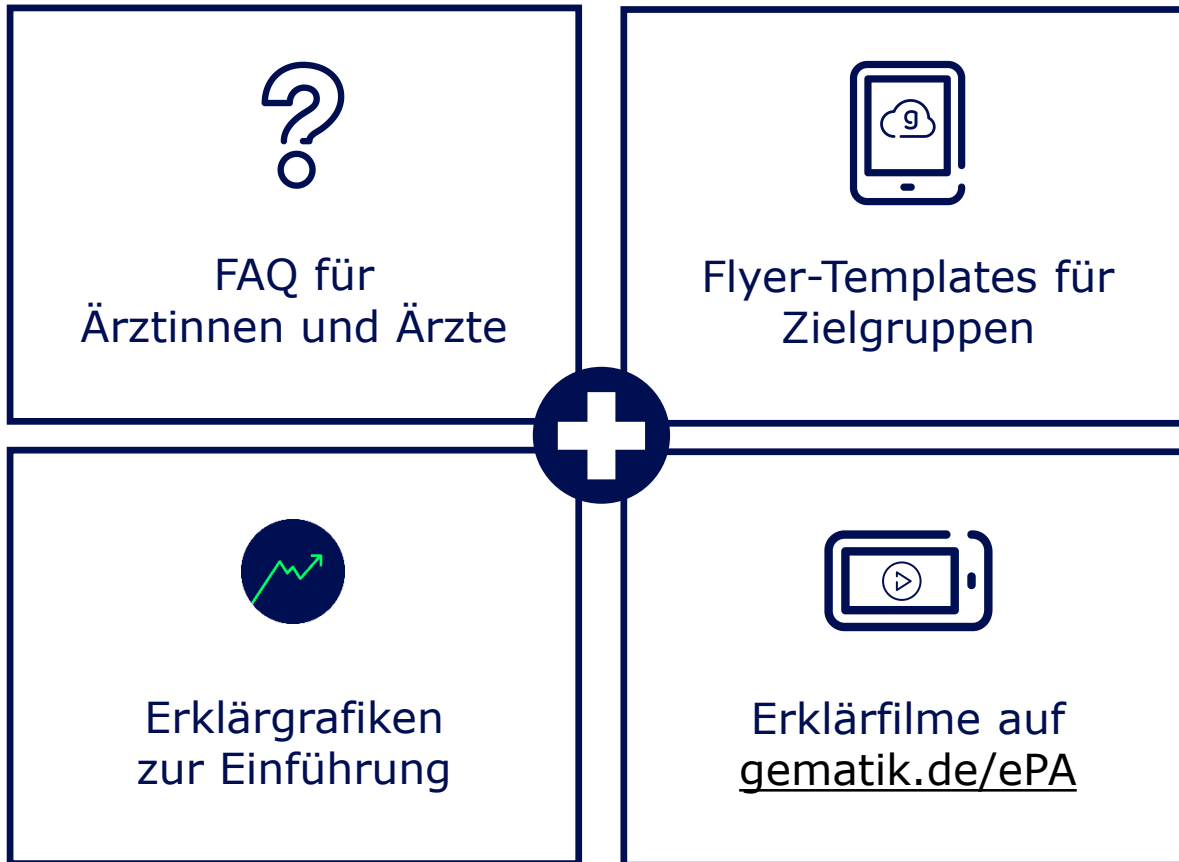 FAQ für
Ärztinnen und Ärzte
g
Flyer-Templates für
Zielgruppen
Erklärgrafiken
zur Einführung
Erklärfilme auf
gematik.de/ePA